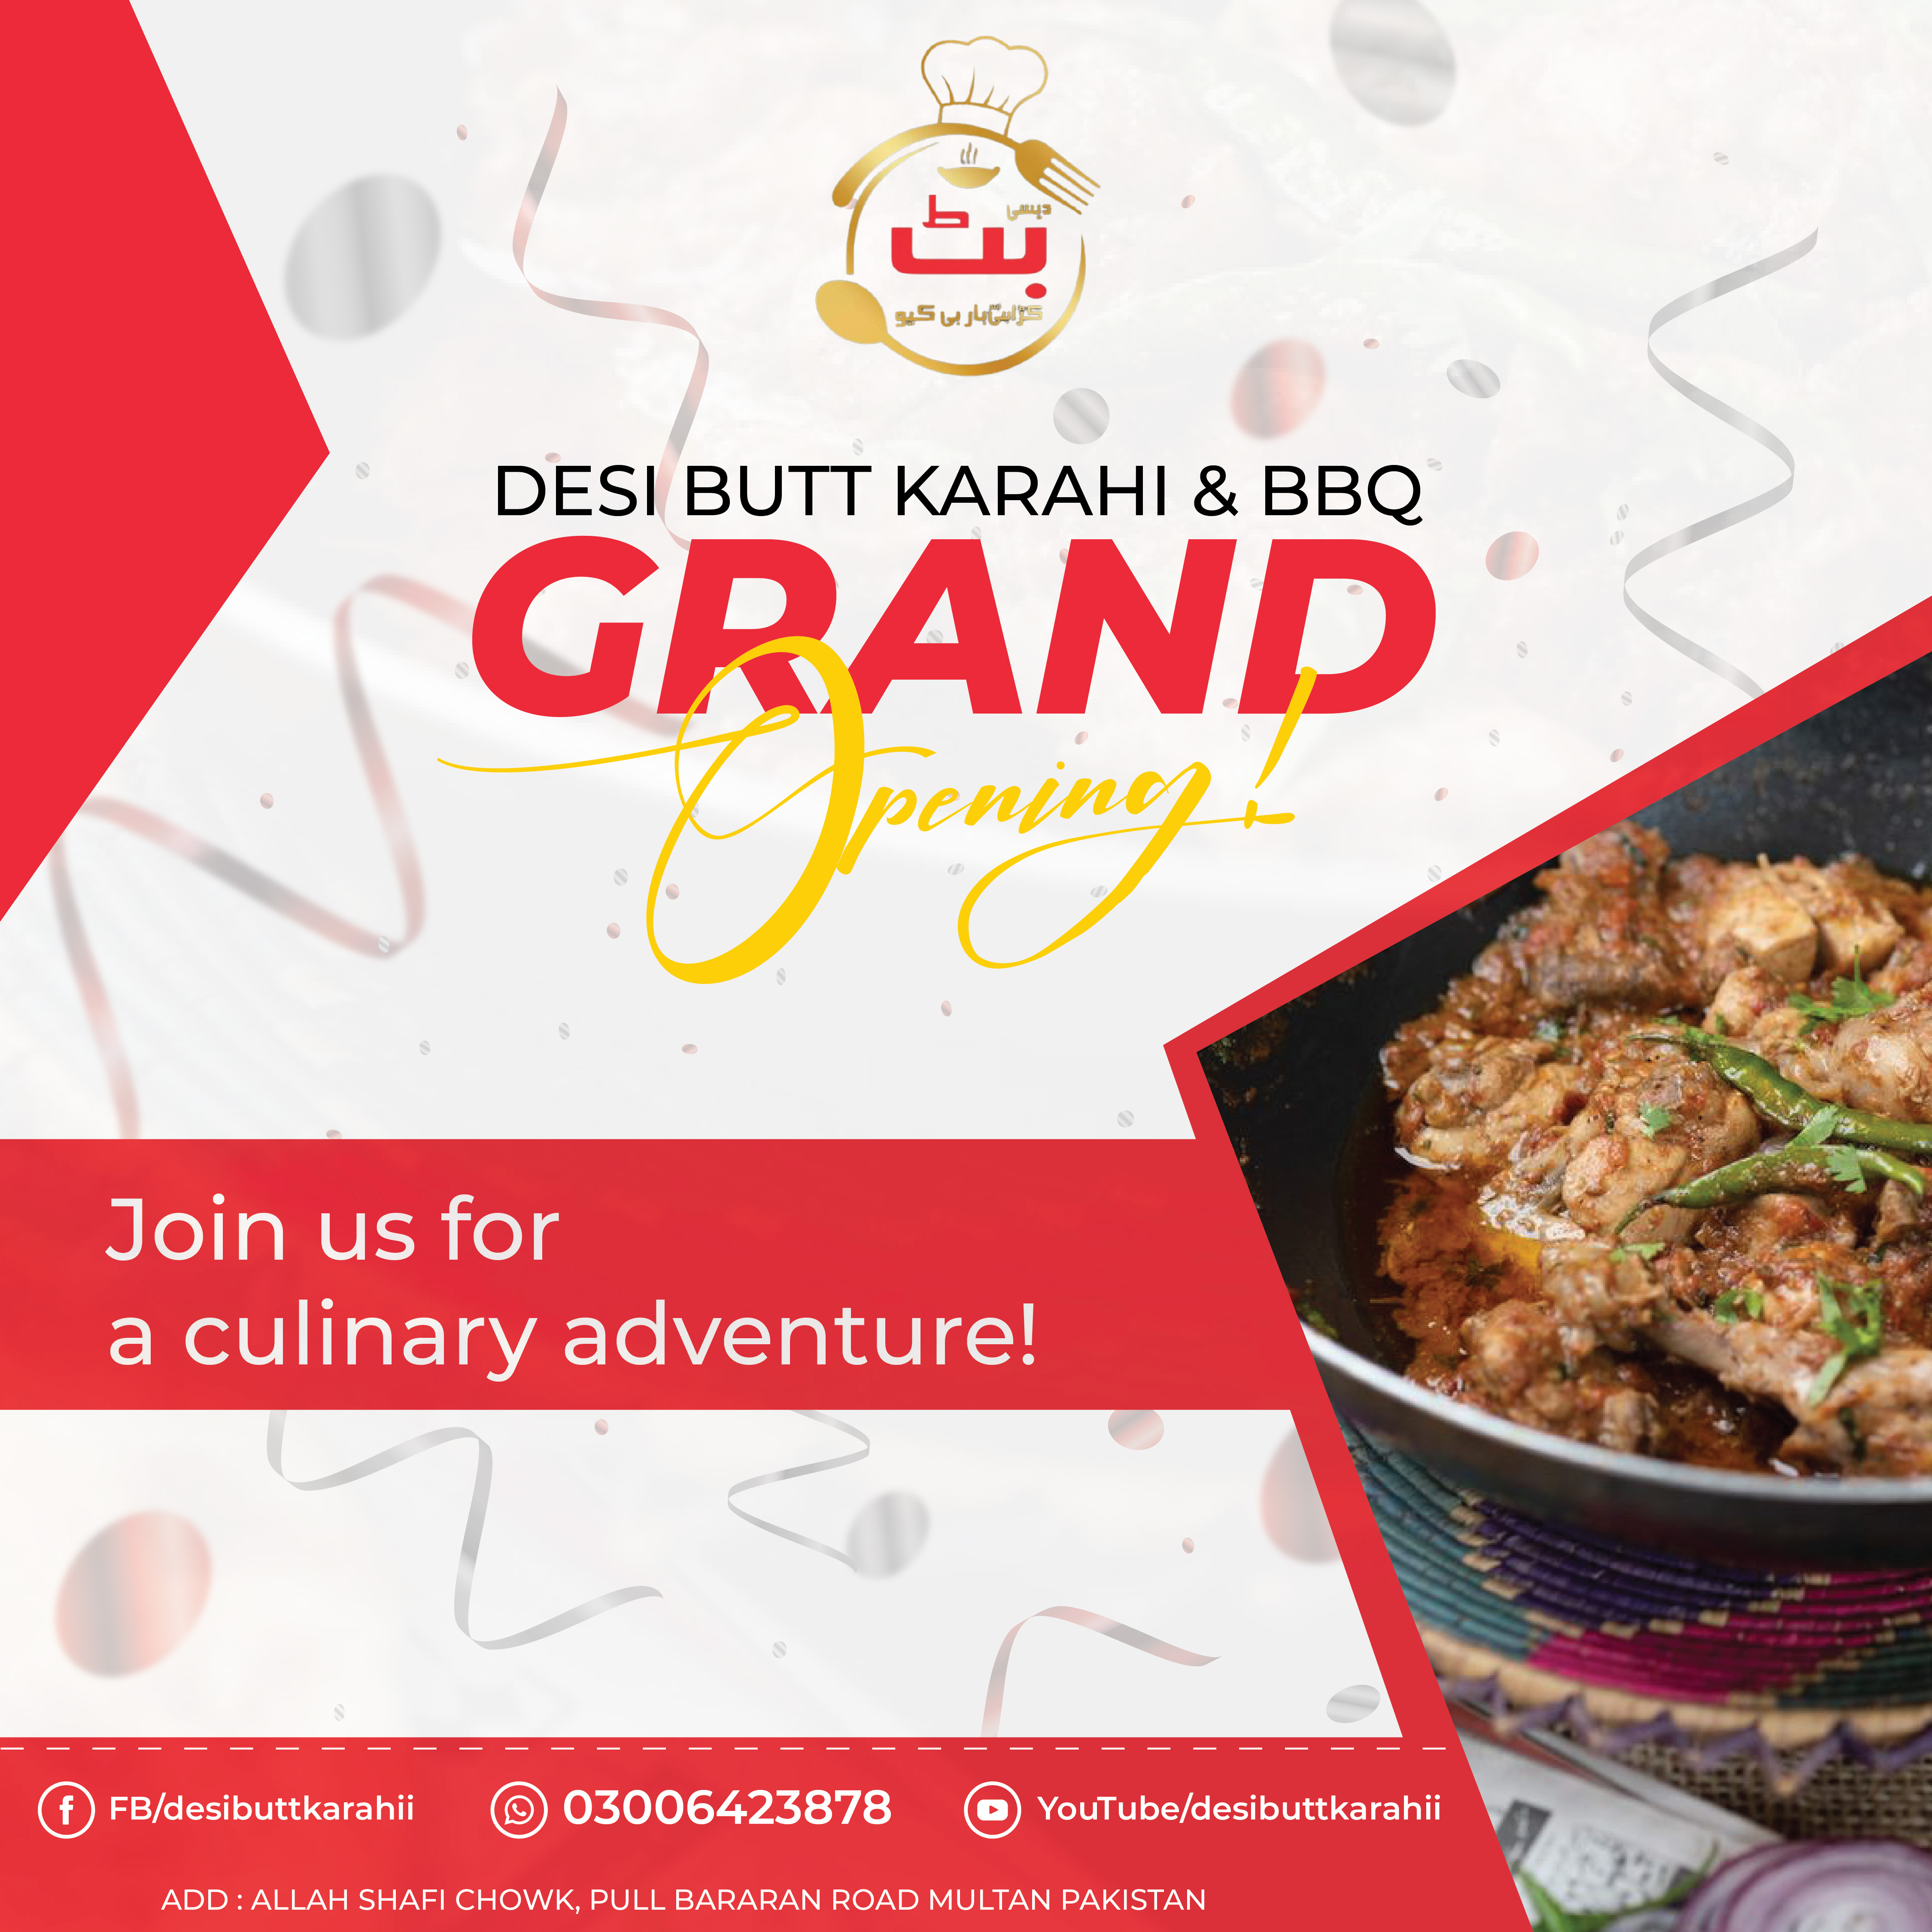 دیسی
بٹ
کڑاہی بار بی کیو
DESI BUTT KARAHI & BBQ
GRAND
Opening!
Join us for
a culinary adventure!
FB/desibuttkarahii 03006423878 YouTube/desibuttkarahii
ADD : ALLAH SHAFI CHOWK, PULL BARARAN ROAD MULTAN PAKISTAN